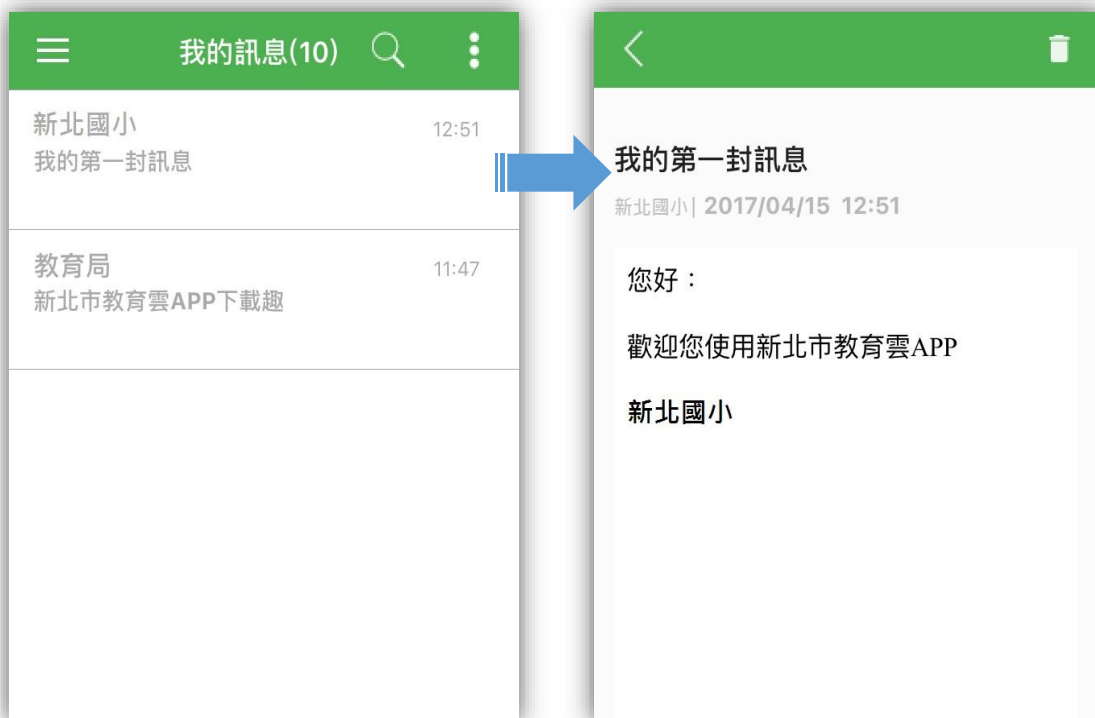 我的訊息(10)
新北國小
12:51
我的第一封訊息
教育局
11:47
新北市教育雲APP下載趣
我的第一封訊息
新北國小| 2017/04/15 12:51
您好：
歡迎您使用新北市教育雲APP
新北國小